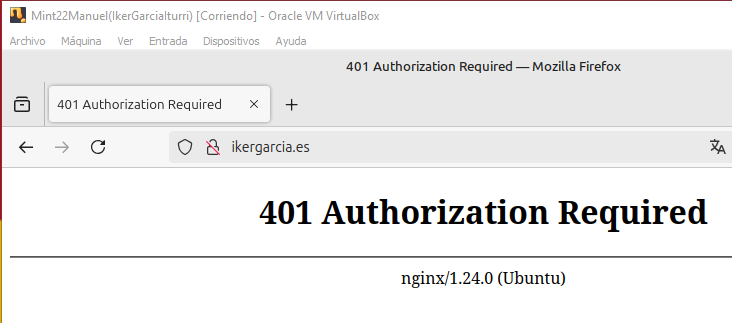 Mint22Manuel(IkerGarciaIturri) [Corriendo] - Oracle VM VirtualBox
Archivo Máquina Ver Entrada Dispositivos Ayuda
401 Authorization Required — Mozilla Firefox
401 Authorization Required
ikergarcia.es
401 Authorization Required
nginx/1.24.0 (Ubuntu)